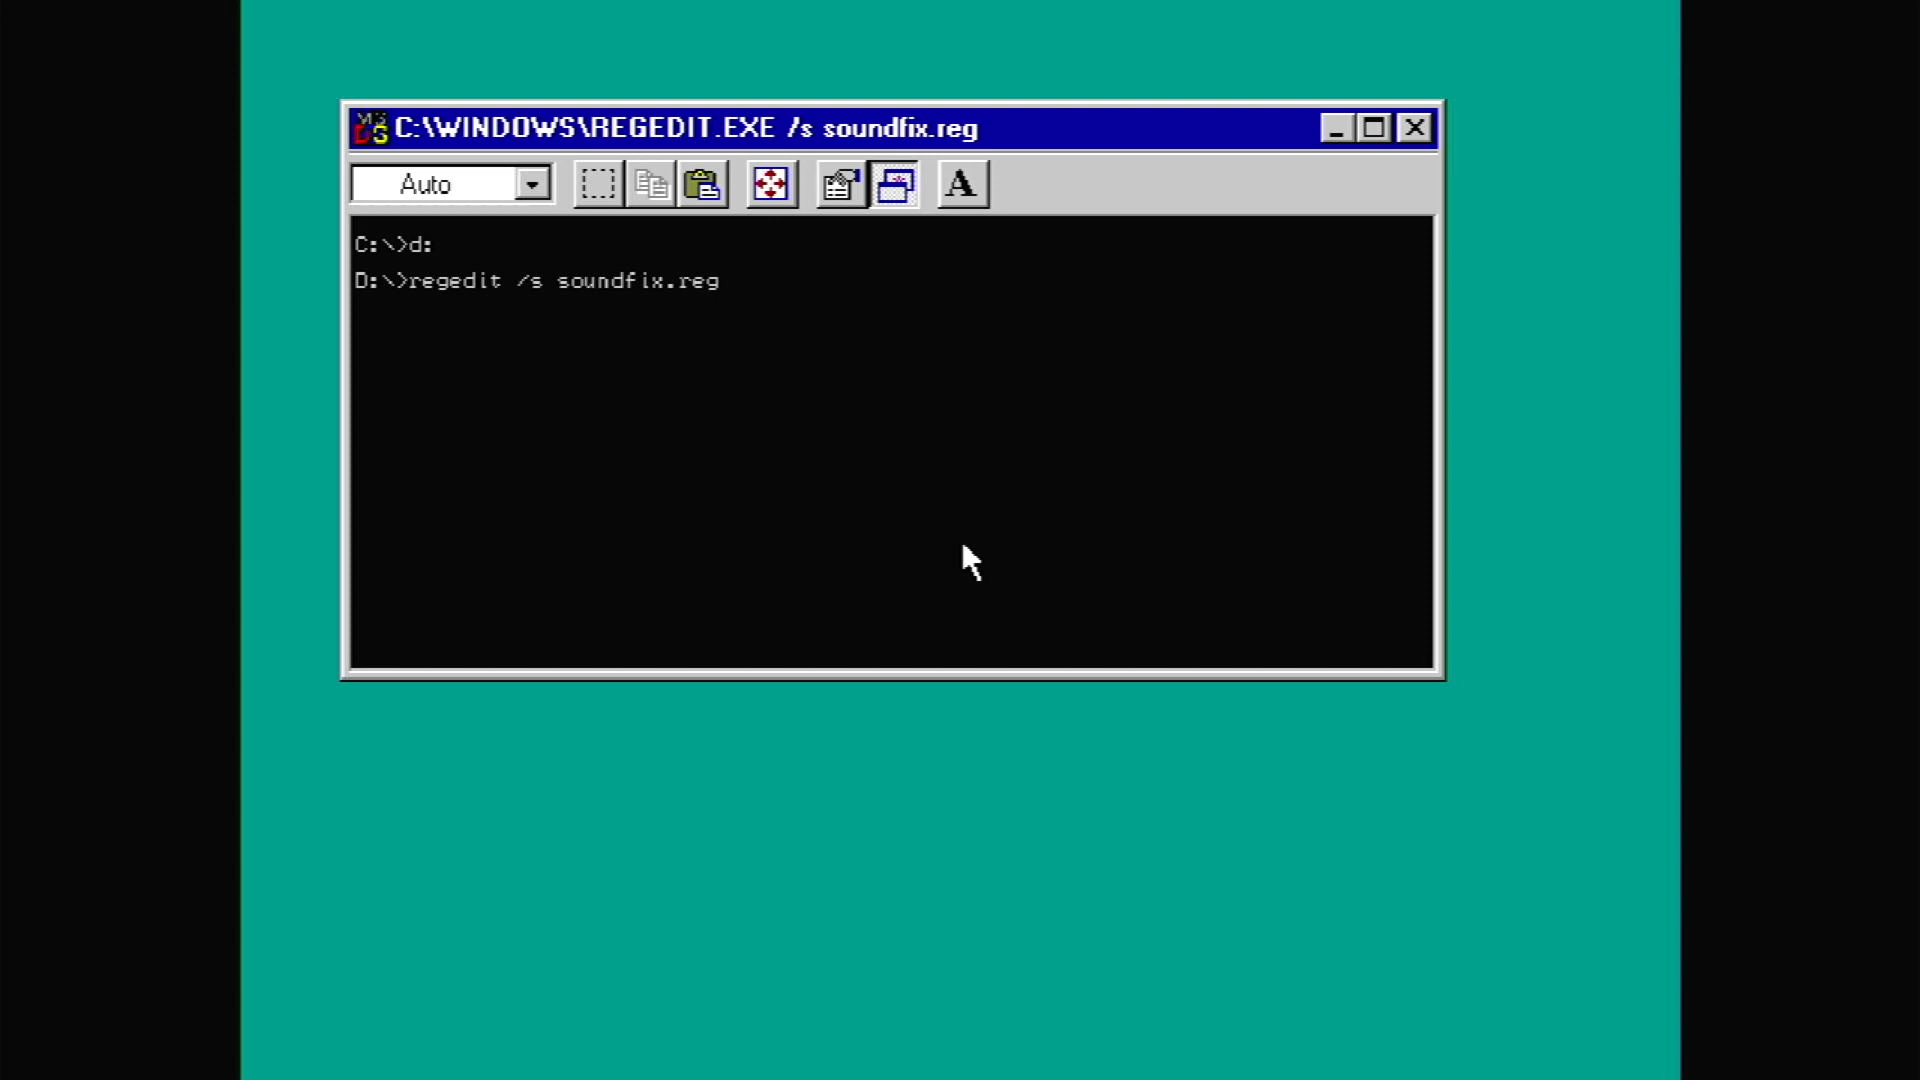 C:\WINDOWS\REGEDIT.EXE /s soundfix.reg
Auto
A
C:\>d:
D:\>regedit /s soundfix.reg